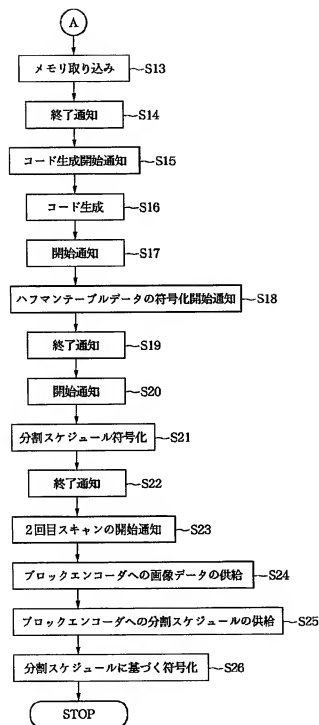 A
メモリ取り込み S13
終了通知 S14
コード生成開始通知 S15
コード生成 S16
開始通知 S17
ハフマンテーブルデータの符号化開始通知 S18
終了通知 S19
開始通知 S20
分割スケジュール符号化 S21
終了通知 S22
2回目スキャンの開始通知 S23
ブロックエンコーダへの画像データの供給 S24
ブロックエンコーダへの分割スケジュールの供給 S25
分割スケジュールに基づく符号化 S26
STOP